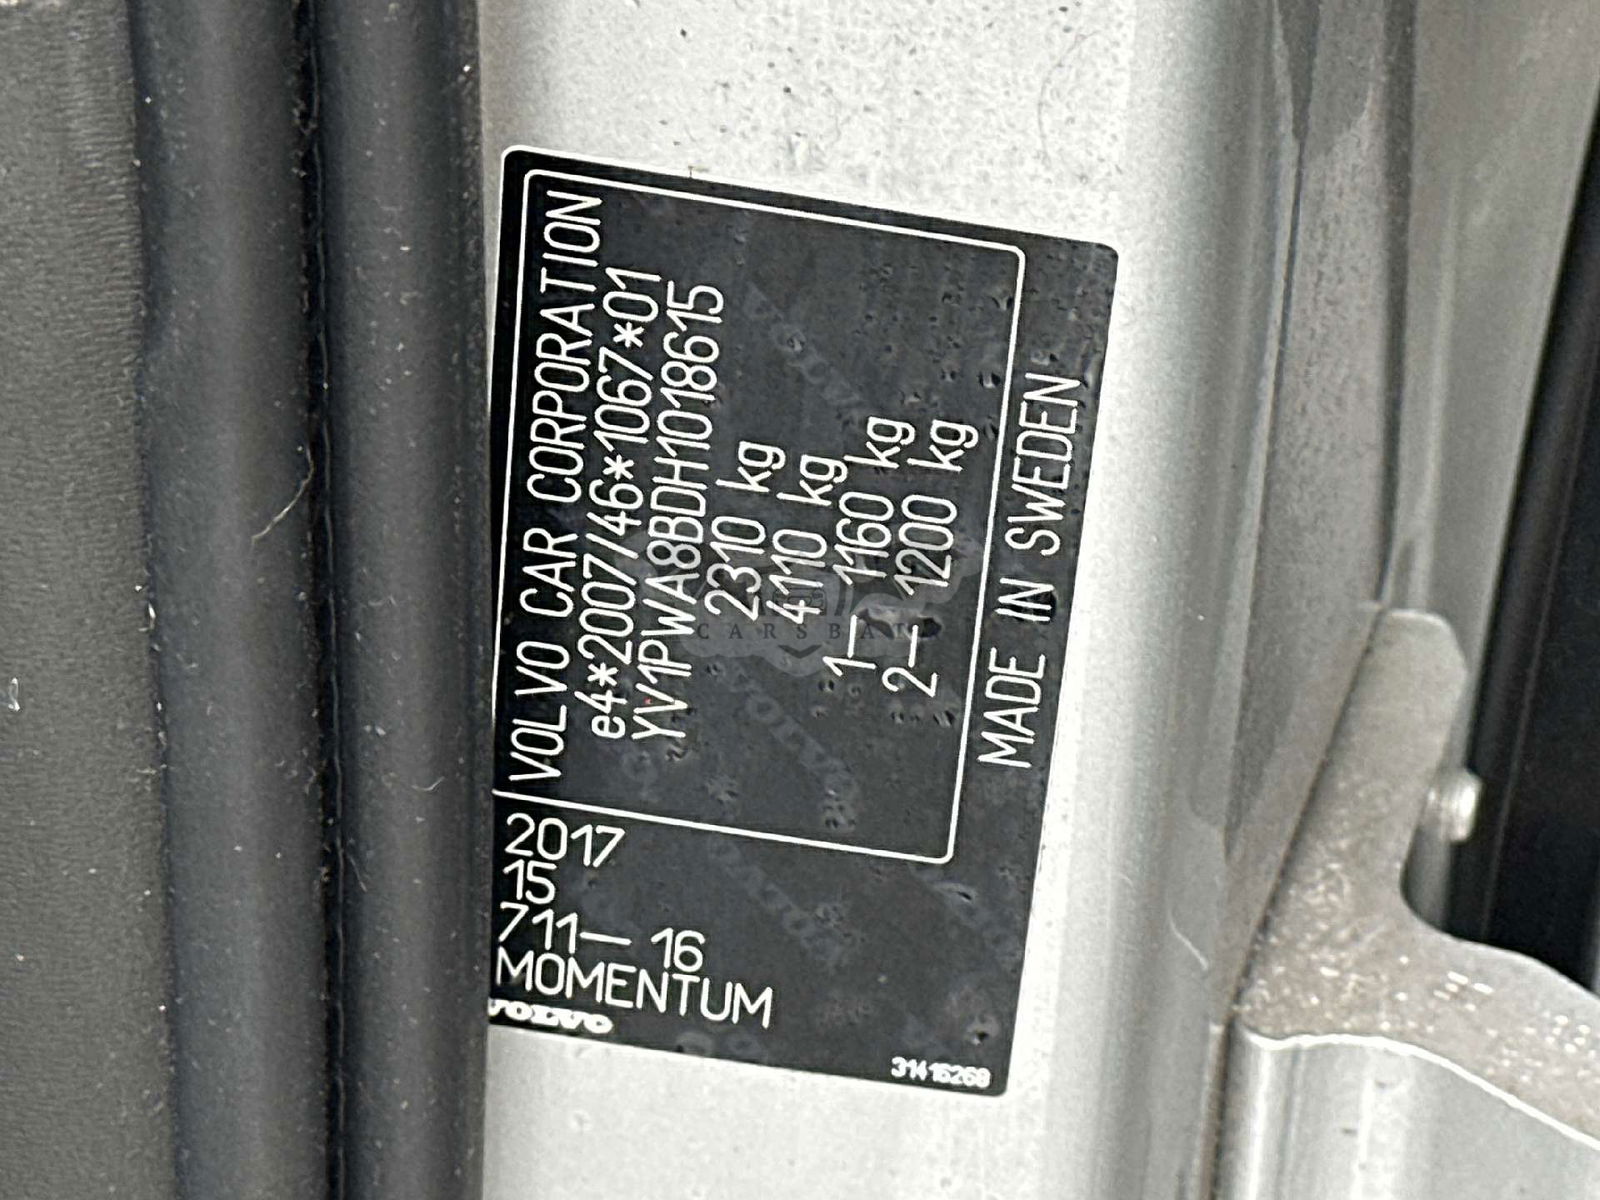 VOLVO CAR CORPORATION
e4*2007/46*1067*01
YV1PWA8BDH1018615
2310 kg
4110 kg
1— 1160 kg
2— 1200 kg
MADE IN SWEDEN
2017
15
711— 16
MOMENTUM
VOLVO
31416268